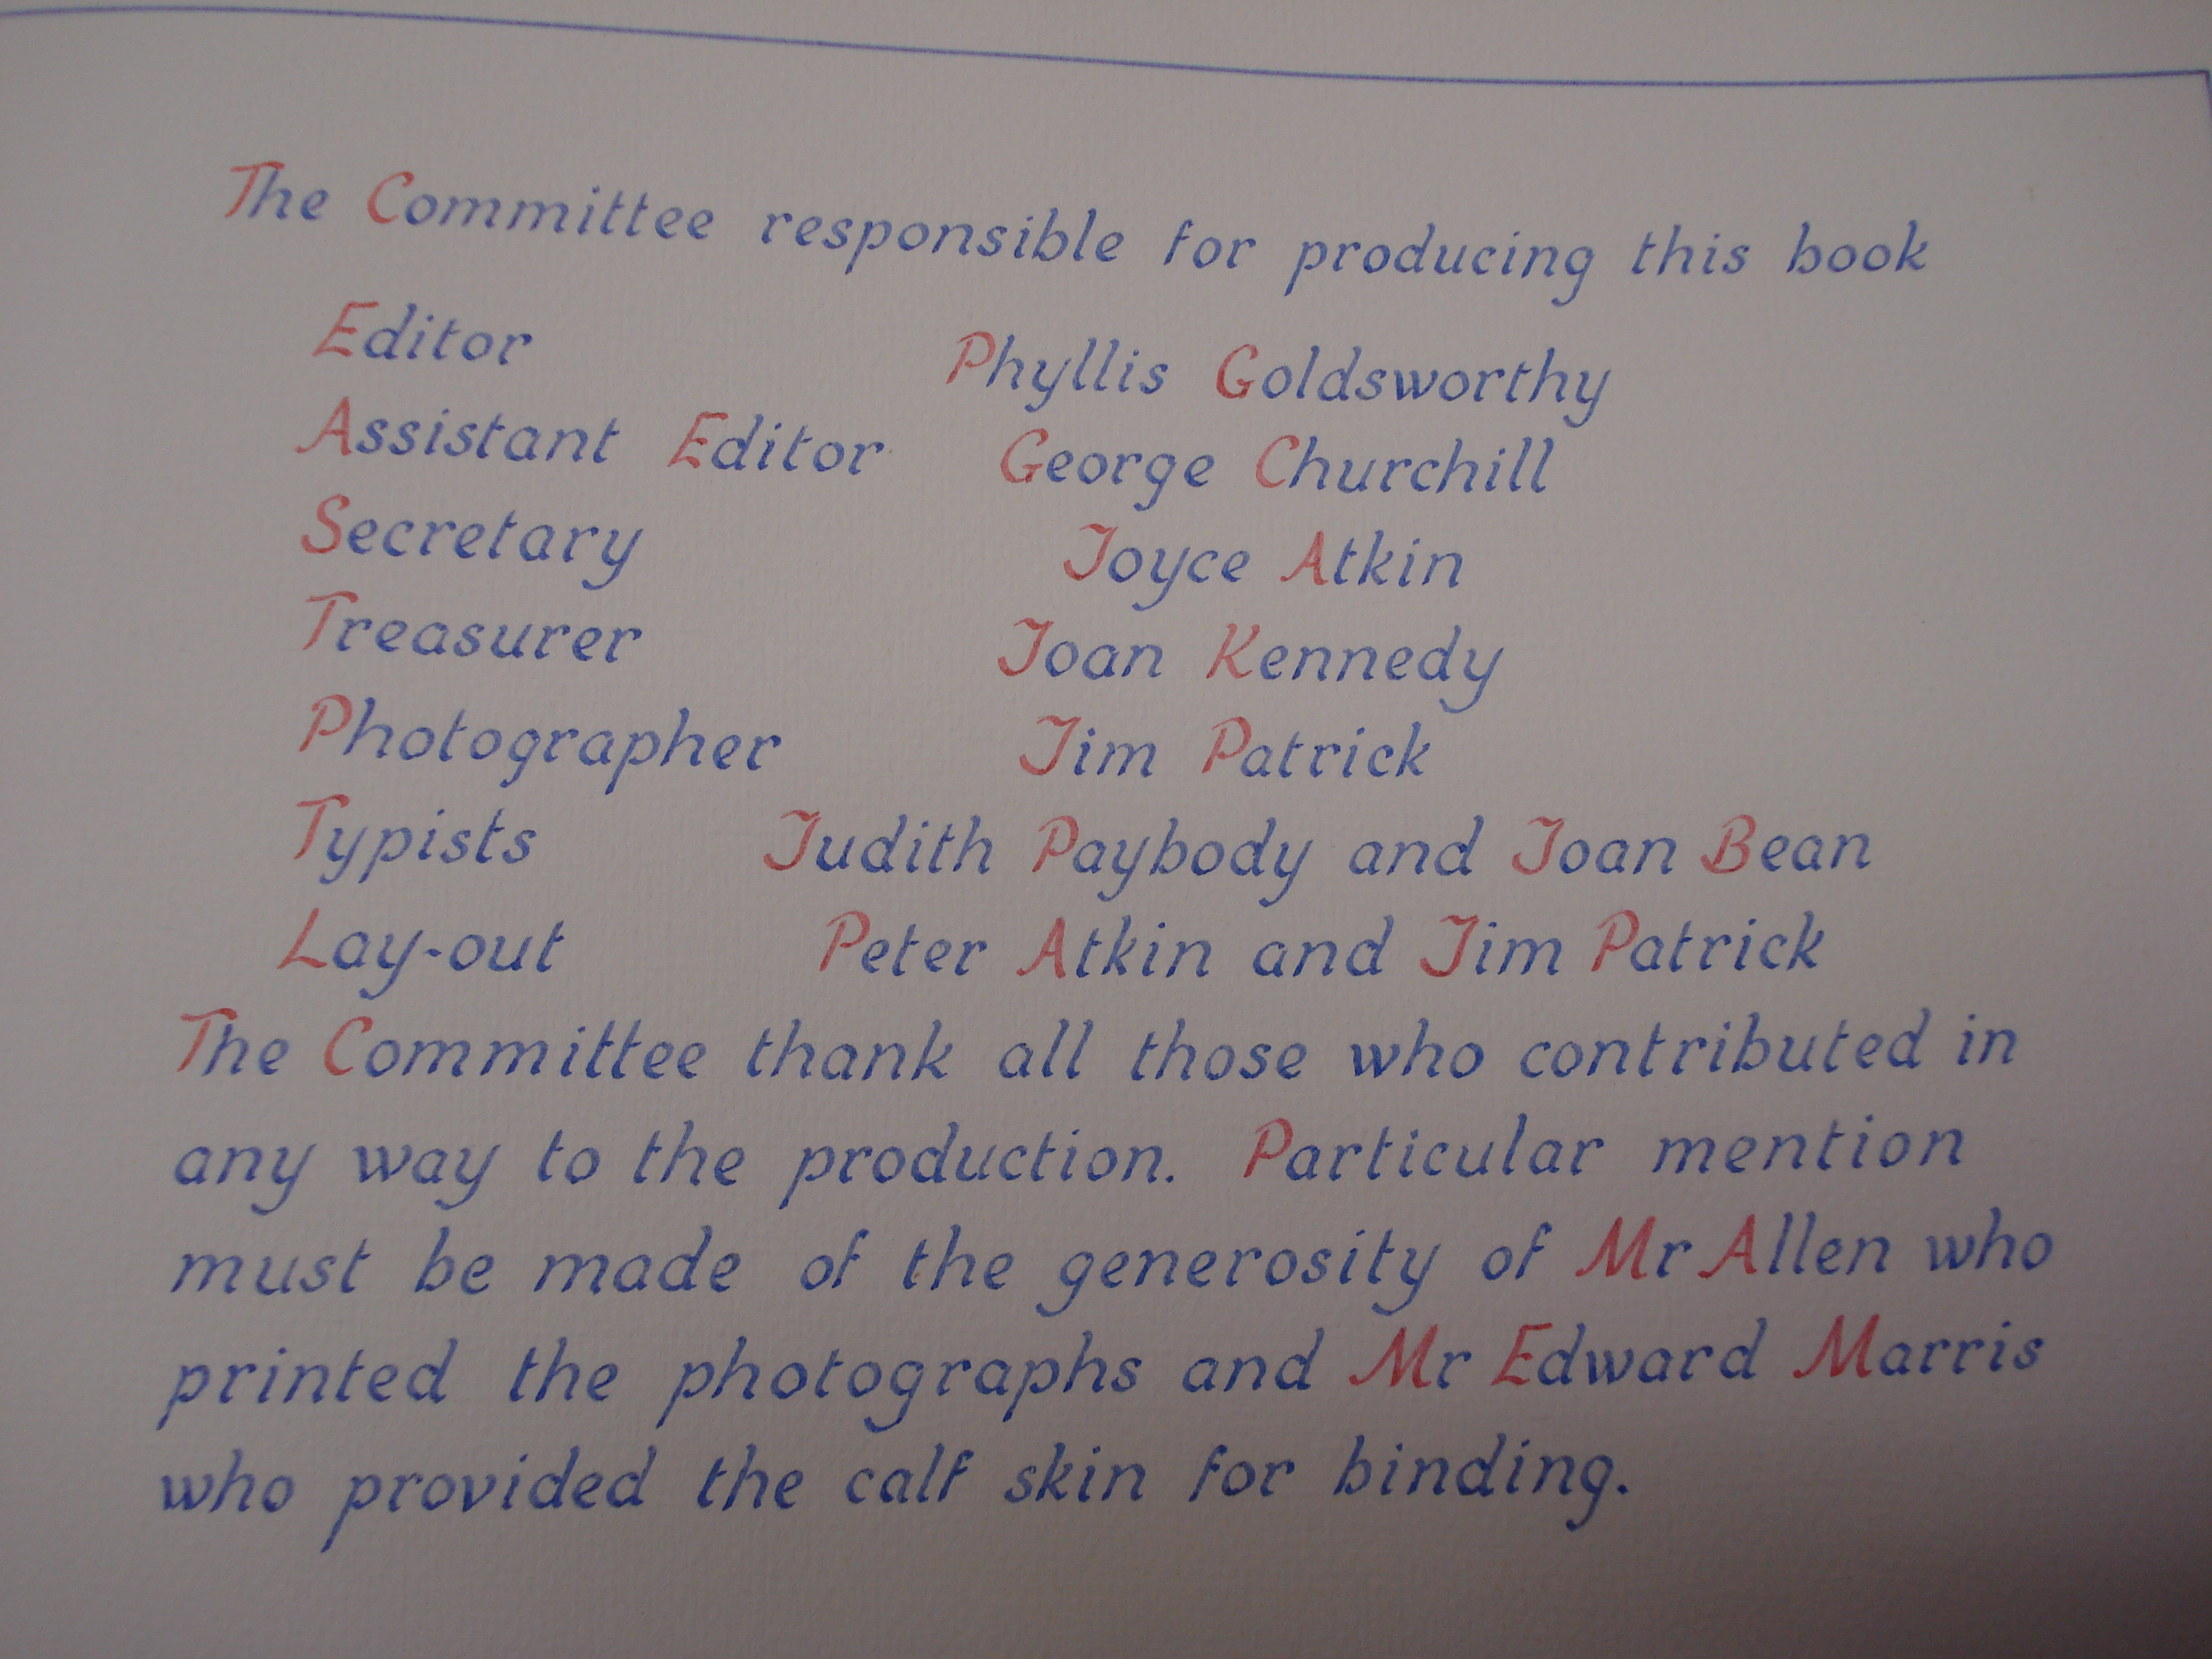 The Committee responsible for producing this book
Editor Phyllis Goldsworthy
Assistant Editor George Churchill
Secretary Joyce Atkin
Treasurer Joan Kennedy
Photographer Jim Patrick
Typists Judith Paybody and Joan Bean
Lay-out Peter Atkin and Jim Patrick
The Committee thank all those who contributed in
any way to the production. Particular mention
must be made of the generosity of Mr Allen who
printed the photographs and Mr Edward Marris
who provided the calf skin for binding.